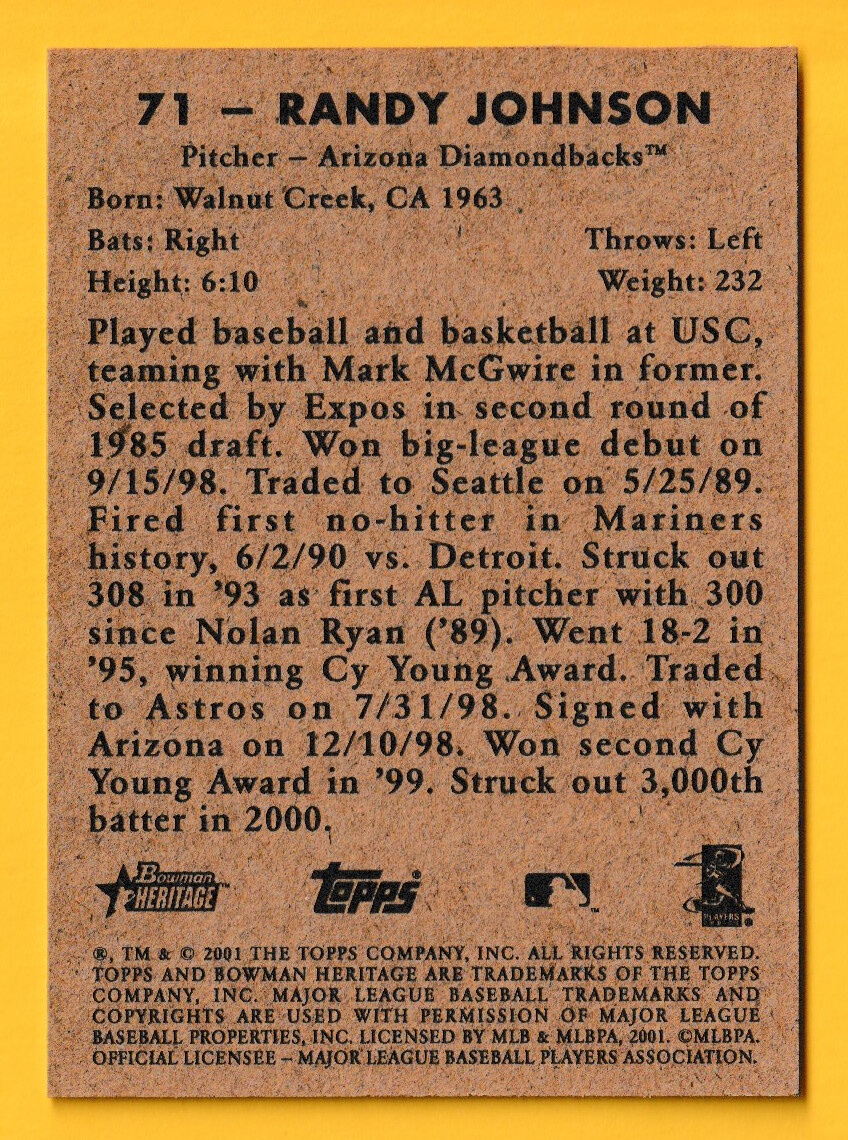 71 – RANDY JOHNSON
Pitcher – Arizona Diamondbacks™
Born: Walnut Creek, CA 1963
Bats: Right Throws: Left
Height: 6:10 Weight: 232
Played baseball and basketball at USC,
teaming with Mark McGwire in former.
Selected by Expos in second round of
1985 draft. Won big-league debut on
9/15/98. Traded to Seattle on 5/25/89.
Fired first no-hitter in Mariners
history, 6/2/90 vs. Detroit. Struck out
308 in ’93 as first AL pitcher with 300
since Nolan Ryan (’89). Went 18-2 in
’95, winning Cy Young Award. Traded
to Astros on 7/31/98. Signed with
Arizona on 12/10/98. Won second Cy
Young Award in ’99. Struck out 3,000th
batter in 2000.
Bowman HERITAGE™ topps® ™ PLAYERS ®
®, TM & © 2001 THE TOPPS COMPANY, INC. ALL RIGHTS RESERVED.
TOPPS AND BOWMAN HERITAGE ARE TRADEMARKS OF THE TOPPS
COMPANY, INC. MAJOR LEAGUE BASEBALL TRADEMARKS AND
COPYRIGHTS ARE USED WITH PERMISSION OF MAJOR LEAGUE
BASEBALL PROPERTIES, INC. LICENSED BY MLB & MLBPA, 2001. ©MLBPA.
OFFICIAL LICENSEE – MAJOR LEAGUE BASEBALL PLAYERS ASSOCIATION.